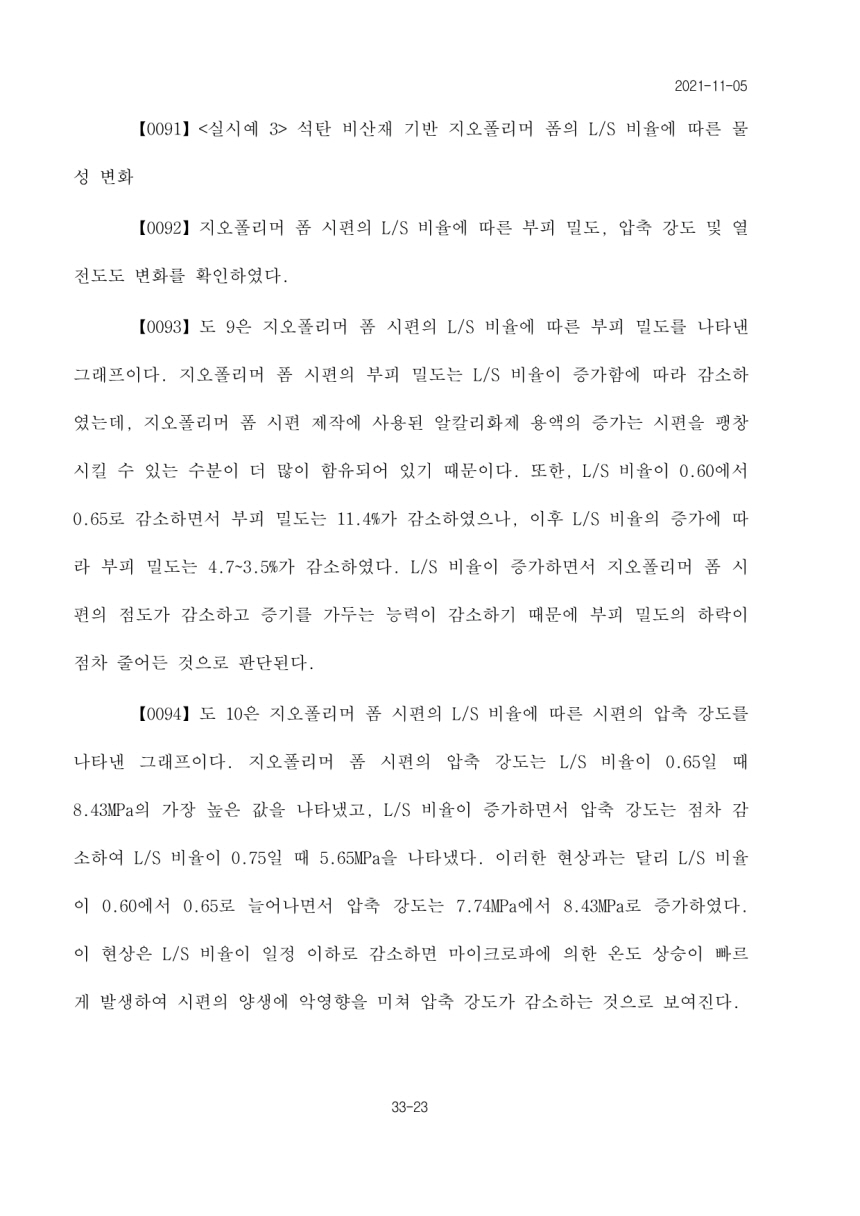 2021-11-05
【0091】<실시예 3> 석탄 비산재 기반 지오폴리머 폼의 L/S 비율에 따른 물
성 변화
【0092】지오폴리머 폼 시편의 L/S 비율에 따른 부피 밀도, 압축 강도 및 열
전도도 변화를 확인하였다.
【0093】도 9은 지오폴리머 폼 시편의 L/S 비율에 따른 부피 밀도를 나타낸
그래프이다. 지오폴리머 폼 시편의 부피 밀도는 L/S 비율이 증가함에 따라 감소하
였는데, 지오폴리머 폼 시편 제작에 사용된 알칼리화제 용액의 증가는 시편을 팽창
시킬 수 있는 수분이 더 많이 함유되어 있기 때문이다. 또한, L/S 비율이 0.60에서
0.65로 감소하면서 부피 밀도는 11.4%가 감소하였으나, 이후 L/S 비율의 증가에 따
라 부피 밀도는 4.7~3.5%가 감소하였다. L/S 비율이 증가하면서 지오폴리머 폼 시
편의 점도가 감소하고 증기를 가두는 능력이 감소하기 때문에 부피 밀도의 하락이
점차 줄어든 것으로 판단된다.
【0094】도 10은 지오폴리머 폼 시편의 L/S 비율에 따른 시편의 압축 강도를
나타낸 그래프이다. 지오폴리머 폼 시편의 압축 강도는 L/S 비율이 0.65일 때
8.43MPa의 가장 높은 값을 나타냈고, L/S 비율이 증가하면서 압축 강도는 점차 감
소하여 L/S 비율이 0.75일 때 5.65MPa을 나타냈다. 이러한 현상과는 달리 L/S 비율
이 0.60에서 0.65로 늘어나면서 압축 강도는 7.74MPa에서 8.43MPa로 증가하였다.
이 현상은 L/S 비율이 일정 이하로 감소하면 마이크로파에 의한 온도 상승이 빠르
게 발생하여 시편의 양생에 악영향을 미쳐 압축 강도가 감소하는 것으로 보여진다.
33-23